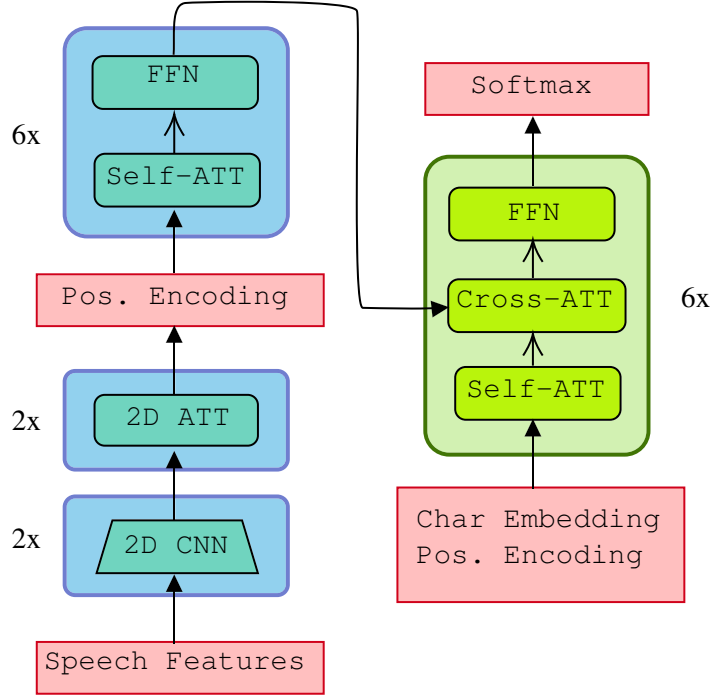 6x
FFN
Self-ATT
Pos. Encoding
2x
2D ATT
2x
2D CNN
Speech Features
Softmax
FFN
Cross-ATT
6x
Self-ATT
Char Embedding
Pos. Encoding